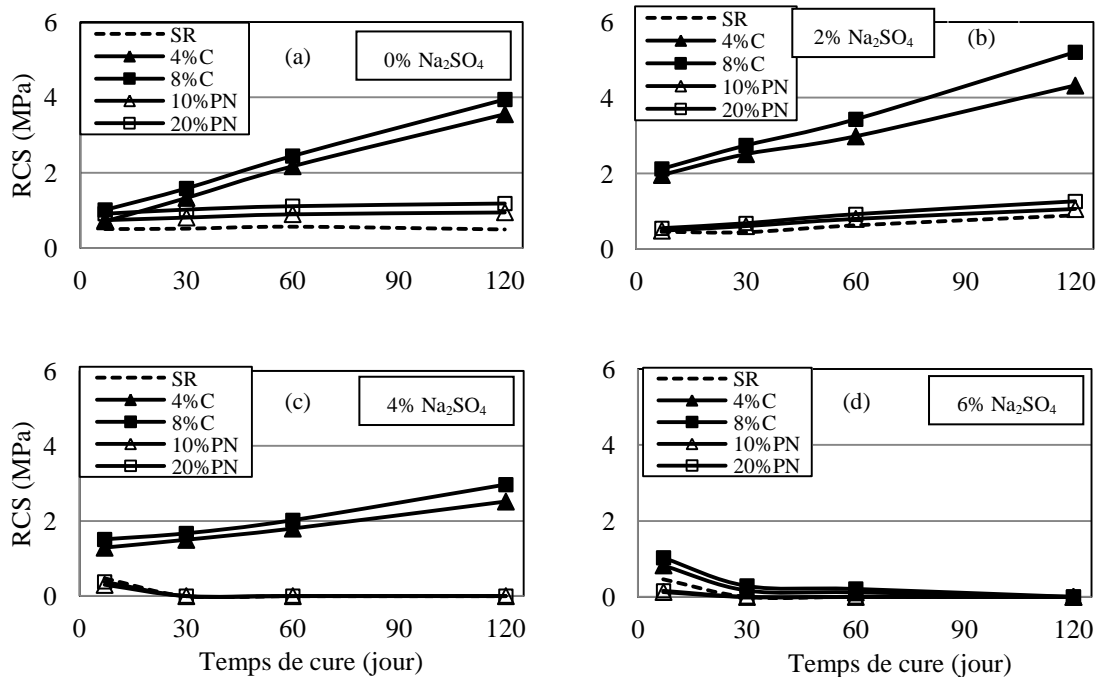 RCS (MPa)
6
4
2
0
SR
4%C
8%C
10%PN
20%PN
(a)
0% Na₂SO₄
0 30 60 90 120
6
4
2
0
SR
4%C
8%C
10%PN
20%PN
2% Na₂SO₄
(b)
0 30 60 90 120
RCS (MPa)
6
4
2
0
SR
4%C
8%C
10%PN
20%PN
(c)
4% Na₂SO₄
0 30 60 90 120
Temps de cure (jour)
6
4
2
0
SR
4%C
8%C
10%PN
20%PN
(d)
6% Na₂SO₄
0 30 60 90 120
Temps de cure (jour)